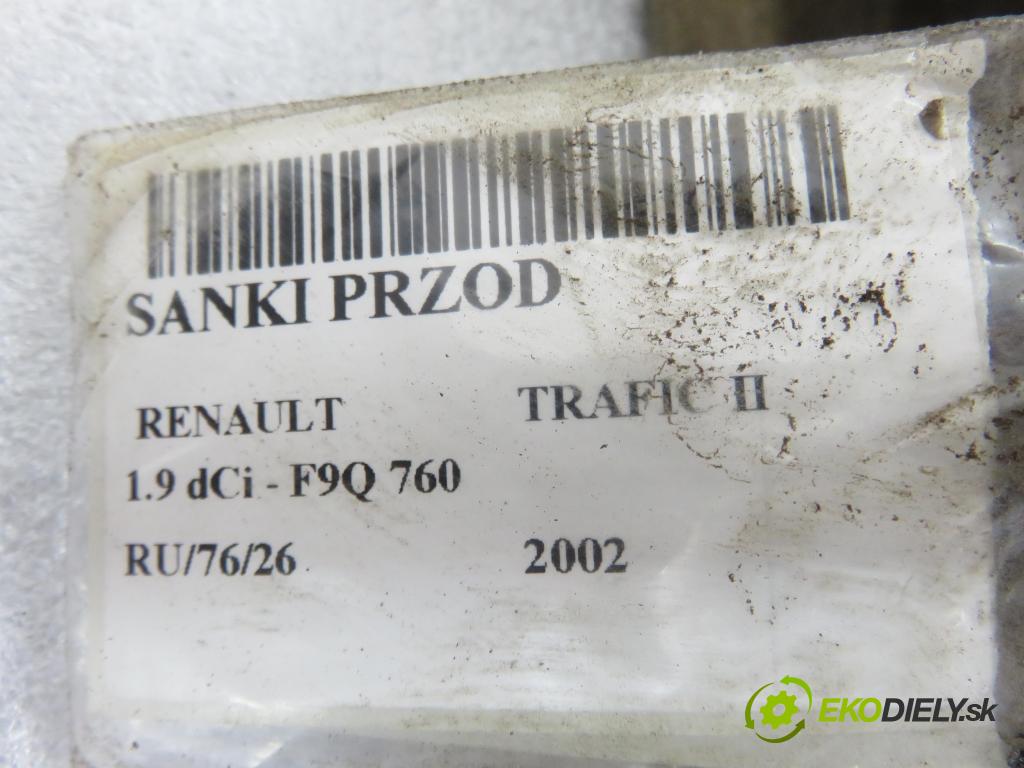 SANKI PRZOD
RENAULT TRAFIC II
1.9 dCi - F9Q 760
RU/76/26 2002
EKODIELY.sk